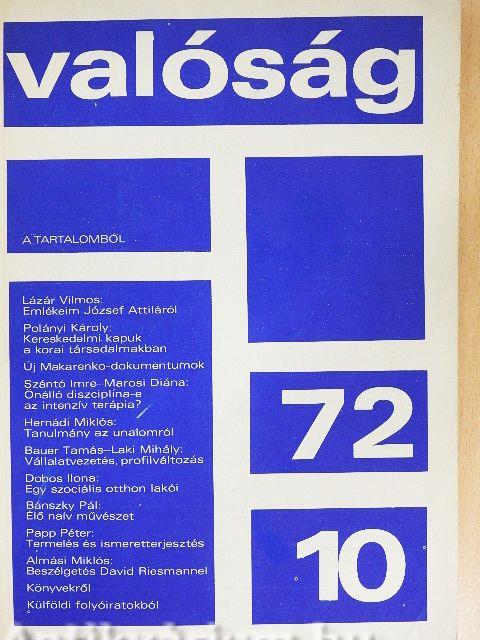 valóság
A TARTALOMBÓL
Lázár Vilmos:
Emlékeim József Attiláról
Polányi Károly:
Kereskedelmi kapuk
a korai társadalmakban
Új Makarenko-dokumentumok
Szántó Imre–Marosi Diána:
Önálló diszciplína-e
az intenzív terápia?
Hernádi Miklós:
Tanulmány az unalomról
Bauer Tamás–Laki Mihály:
Vállalatvezetés, profilváltozás
Dobos Ilona:
Egy szociális otthon lakói
Bánszky Pál:
Élő naiv művészet
Papp Péter:
Termelés és ismeretterjesztés
Almási Miklós:
Beszélgetés David Riesmannel
Könyvekről
Külföldi folyóiratokból
72
10